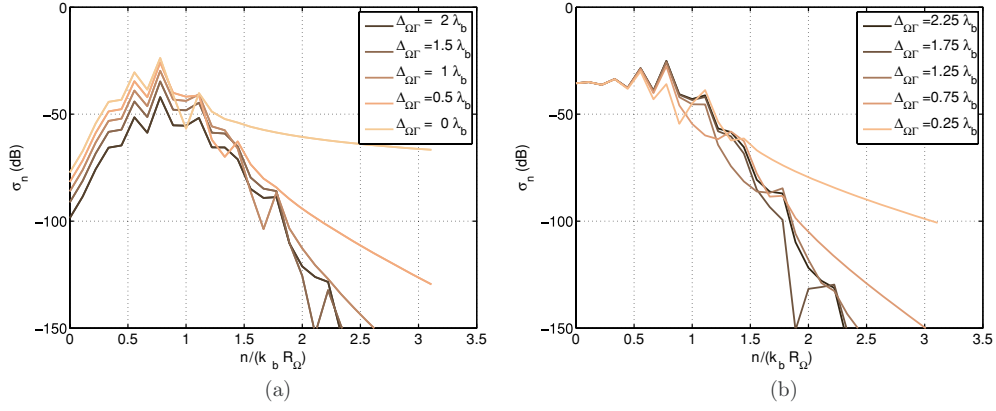 0
−50
−100
−150
σn (dB)
0 0.5 1 1.5 2 2.5 3 3.5
n/(k b RΩ)
ΔΩΓ = 2 λb
ΔΩΓ =1.5 λb
ΔΩΓ = 1 λb
ΔΩΓ =0.5 λb
ΔΩΓ = 0 λb
(a)
0
−50
−100
−150
σn (dB)
0 0.5 1 1.5 2 2.5 3 3.5
n/(k b RΩ)
ΔΩΓ =2.25 λb
ΔΩΓ =1.75 λb
ΔΩΓ =1.25 λb
ΔΩΓ =0.75 λb
ΔΩΓ =0.25 λb
(b)